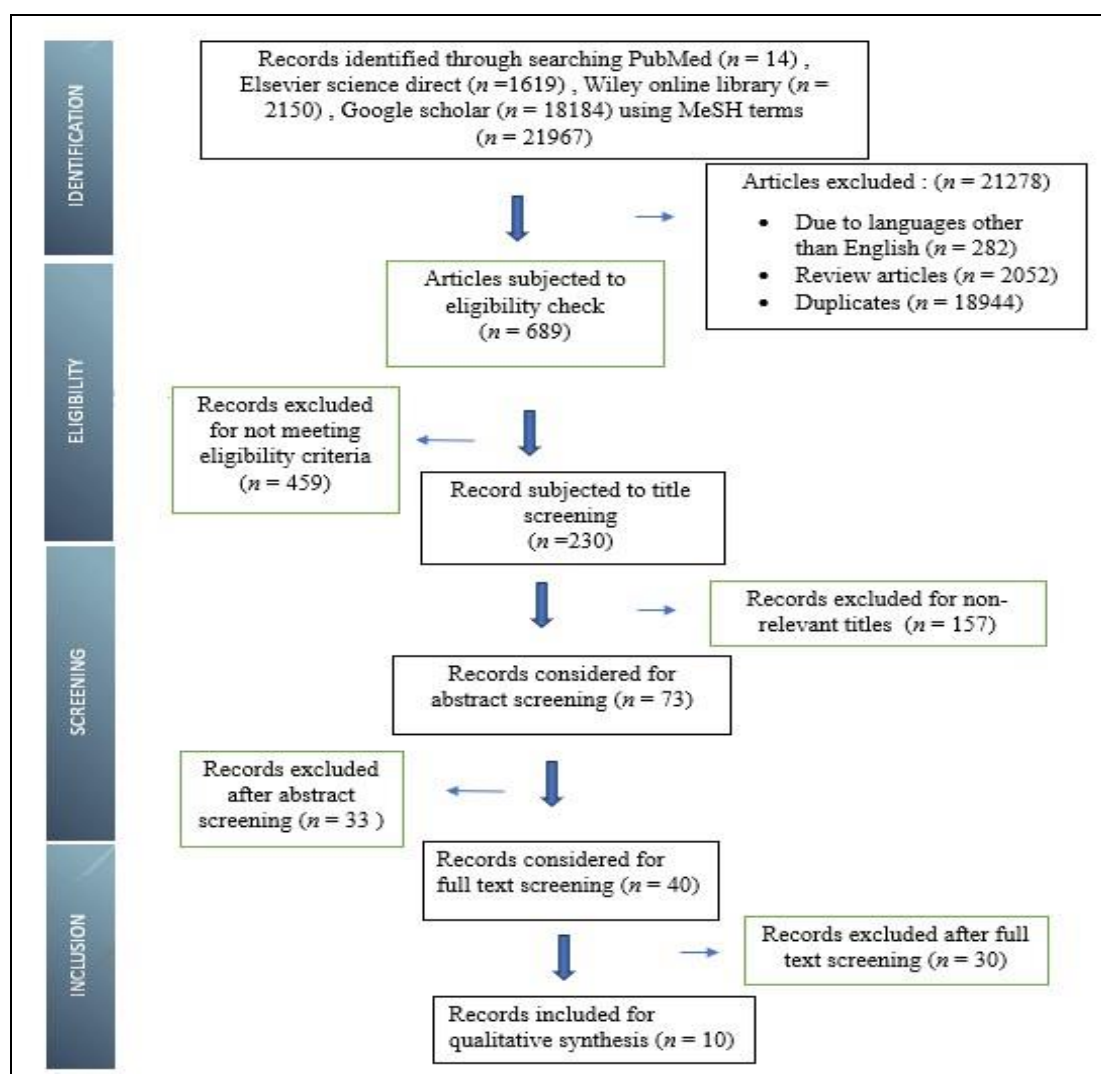 IDENTIFICATION
Records identified through searching PubMed (n = 14) ,
Elsevier science direct (n =1619) , Wiley online library (n =
2150) , Google scholar (n = 18184) using MeSH terms
(n = 21967)
Articles excluded : (n = 21278)
• Due to languages other
than English (n = 282)
• Review articles (n = 2052)
• Duplicates (n = 18944)
ELIGIBILITY
Articles subjected to
eligibility check
(n = 689)
Records excluded
for not meeting
eligibility criteria
(n = 459)
Record subjected to title
screening
(n =230)
SCREENING
Records excluded for non-
relevant titles (n = 157)
Records considered for
abstract screening (n = 73)
Records excluded
after abstract
screening (n = 33 )
INCLUSION
Records considered for
full text screening (n = 40)
Records excluded after full
text screening (n = 30)
Records included for
qualitative synthesis (n = 10)